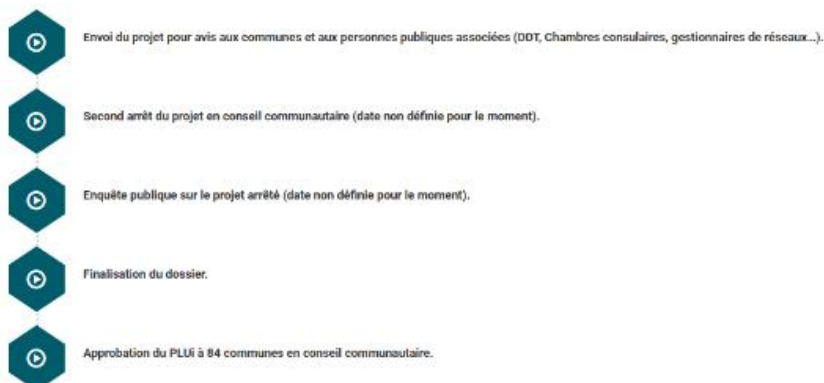 Envoi du projet pour avis aux communes et aux personnes publiques associées (DDT, Chambres consulaires, gestionnaires de réseaux...).
Second arrêt du projet en conseil communautaire (date non définie pour le moment).
Enquête publique sur le projet arrêté (date non définie pour le moment).
Finalisation du dossier.
Approbation du PLUi à 84 communes en conseil communautaire.